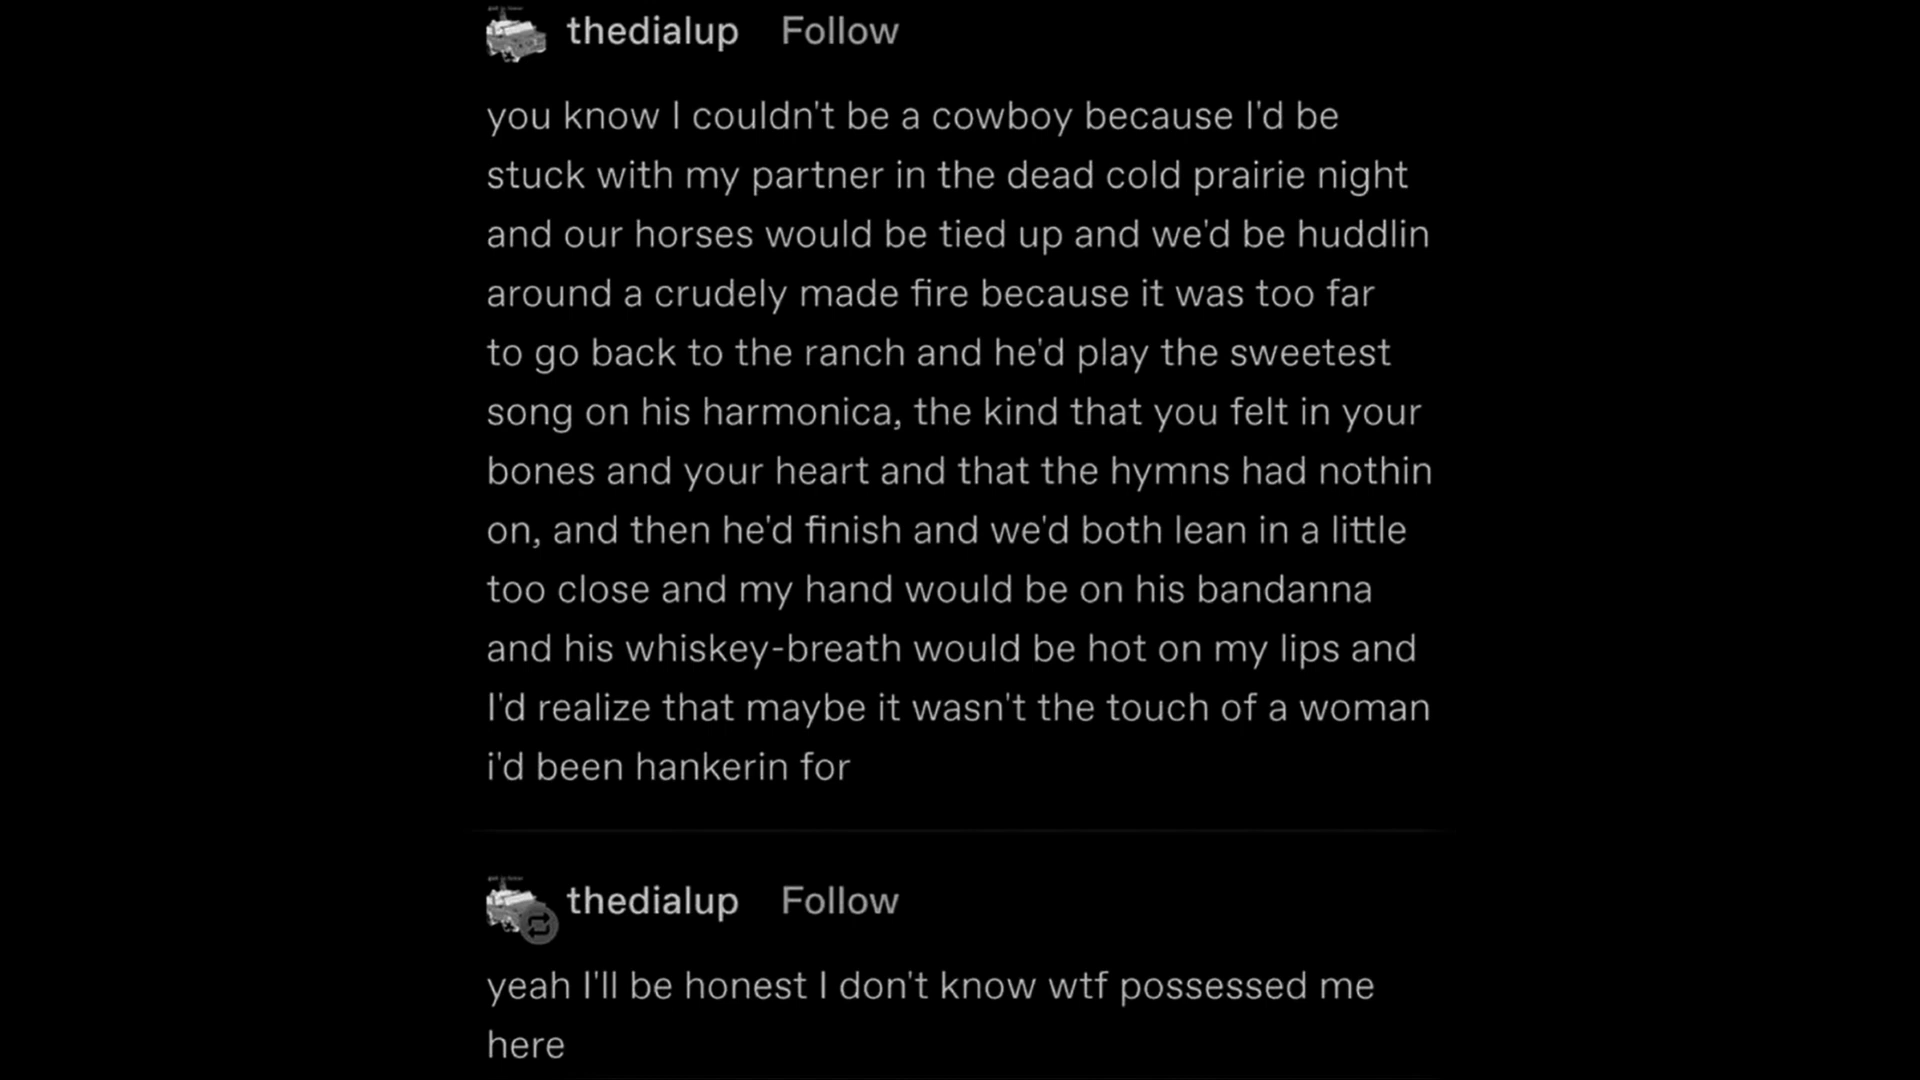 thedialup Follow
you know I couldn't be a cowboy because I'd be
stuck with my partner in the dead cold prairie night
and our horses would be tied up and we'd be huddlin
around a crudely made fire because it was too far
to go back to the ranch and he'd play the sweetest
song on his harmonica, the kind that you felt in your
bones and your heart and that the hymns had nothin
on, and then he'd finish and we'd both lean in a little
too close and my hand would be on his bandanna
and his whiskey-breath would be hot on my lips and
I'd realize that maybe it wasn't the touch of a woman
i'd been hankerin for
thedialup Follow
yeah I'll be honest I don't know wtf possessed me
here